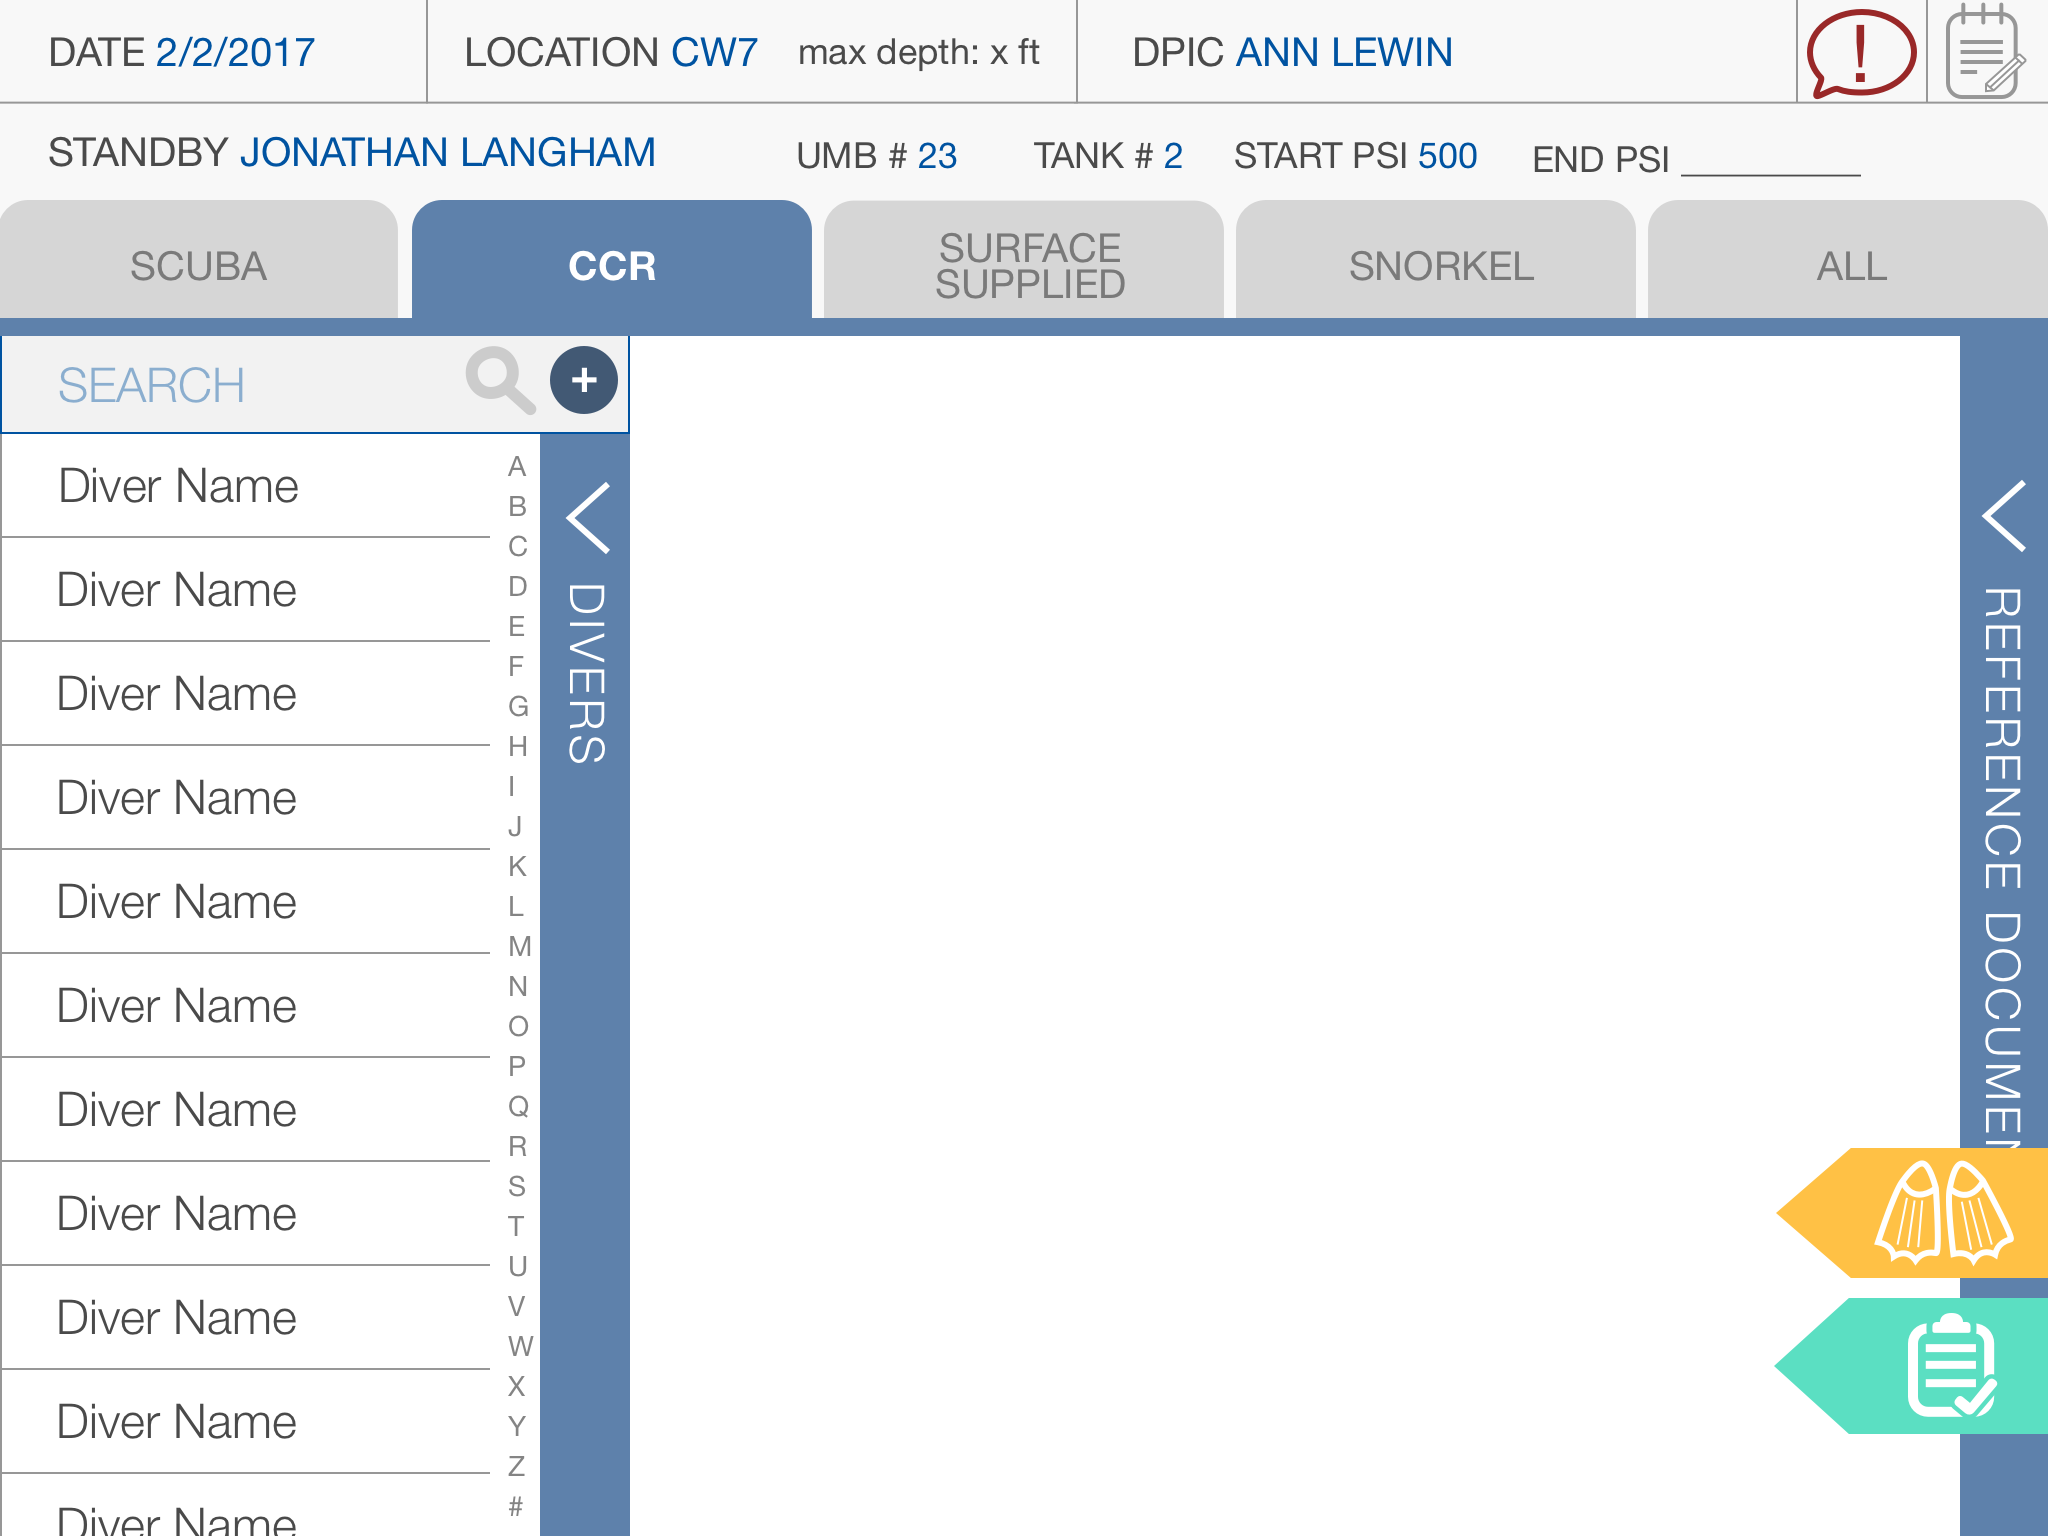 DATE 2/2/2017
LOCATION CW7 max depth: x ft
DPIC ANN LEWIN
!
STANDBY JONATHAN LANGHAM
UMB # 23
TANK # 2
START PSI 500
END PSI __________
SCUBA
CCR
SURFACE
SUPPLIED
SNORKEL
ALL
SEARCH
+
Diver Name
Diver Name
Diver Name
Diver Name
Diver Name
Diver Name
Diver Name
Diver Name
Diver Name
Diver Name
Diver Name
A
B
C
D
E
F
G
H
I
J
K
L
M
N
O
P
Q
R
S
T
U
V
W
X
Y
Z
#
DIVERS
REFERENCE DOCUMEN